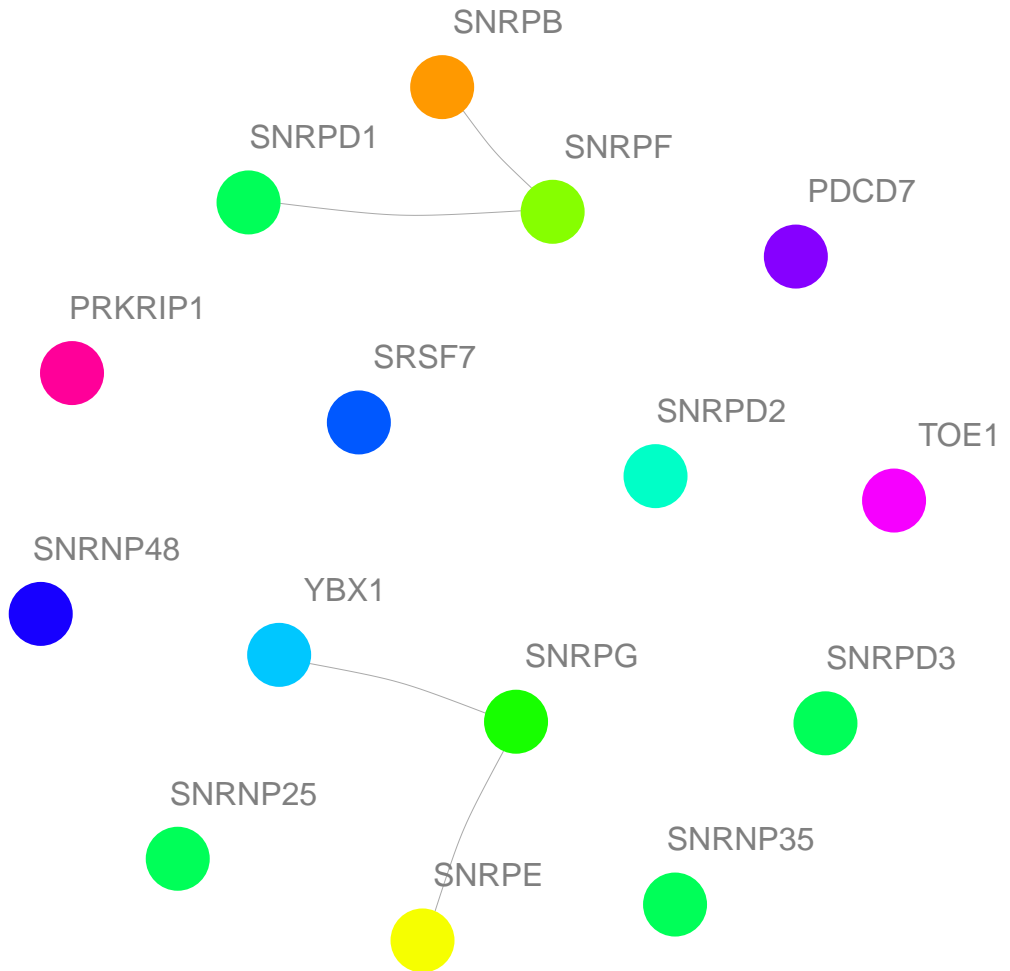 SNRPB
SNRPD1
SNRPF
PDCD7
PRKRIP1
SRSF7
SNRPD2
TOE1
SNRNP48
YBX1
SNRPG
SNRPD3
SNRNP25
SNRNP35
SNRPE